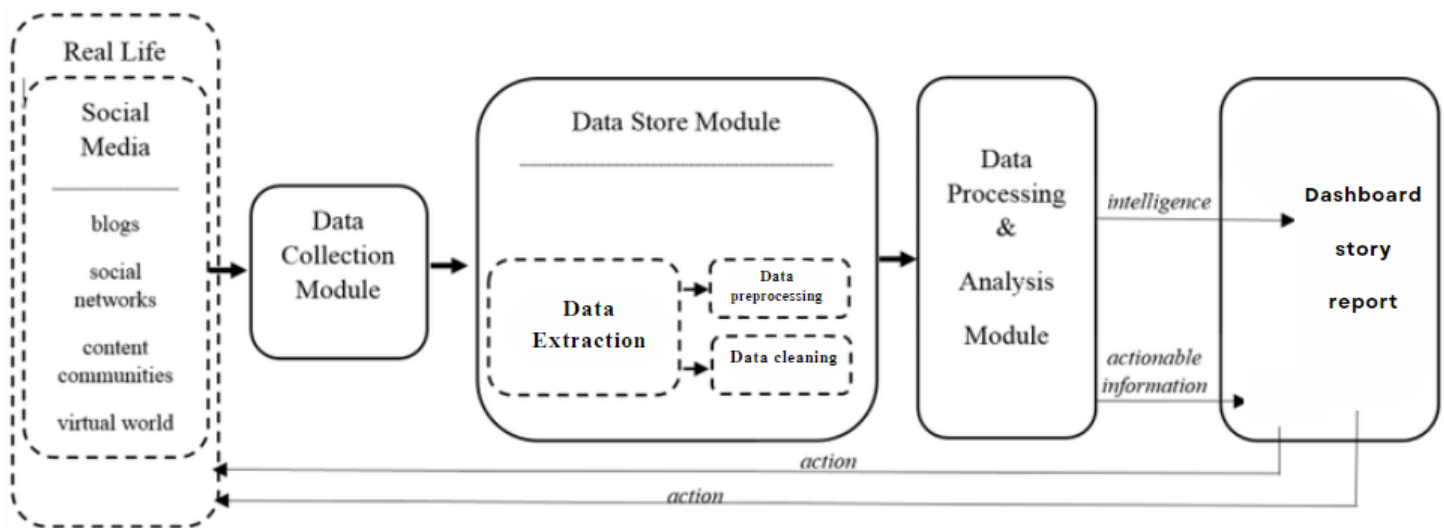 Real Life
Social
Media
blogs
social
networks
content
communities
virtual world
Data
Collection
Module
Data Store Module
Data
Extraction
Data
preprocessing
Data cleaning
Data
Processing
&
Analysis
Module
intelligence
actionable
information
Dashboard
story
report
action
action